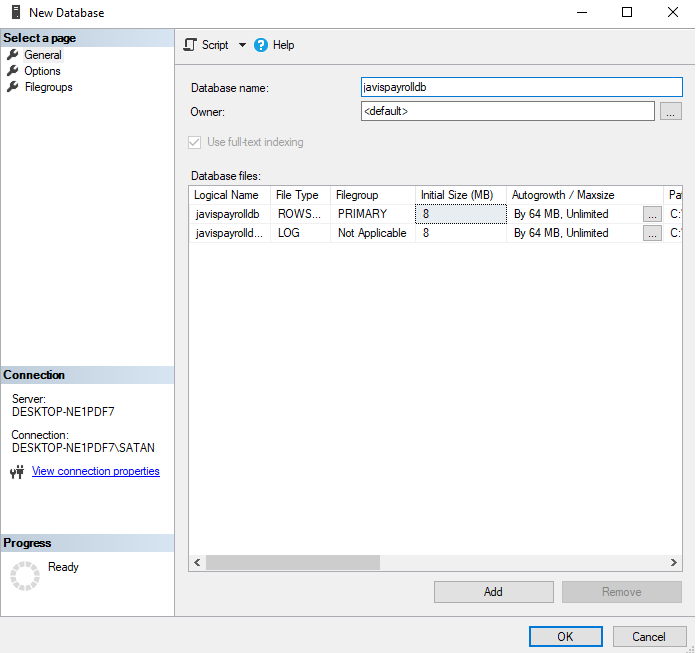 New Database
Select a page
General
Options
Filegroups
Script
Help
Database name:
javispayrolldb
Owner:
<default>
...
Use full-text indexing
Database files:
Logical Name File Type Filegroup Initial Size (MB) Autogrowth / Maxsize Pa
javispayrolldb ROWS... PRIMARY 8 By 64 MB, Unlimited ... C:\
javispayrolld... LOG Not Applicable 8 By 64 MB, Unlimited ... C:\
Connection
Server:
DESKTOP-NE1PDF7
Connection:
DESKTOP-NE1PDF7\SATAN
View connection properties
Progress
Ready
Add
Remove
OK
Cancel